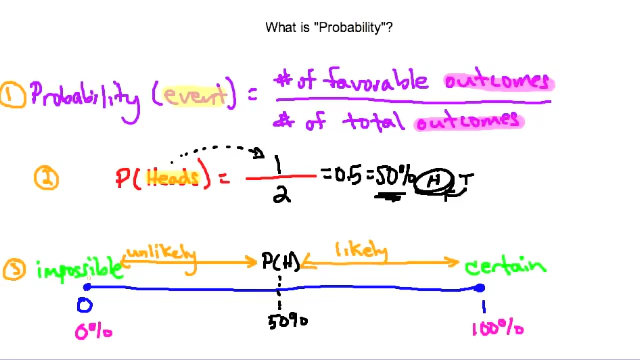 What is "Probability"?
① Probability (event) = # of favorable outcomes
# of total outcomes
② P(Heads) = 1/2 = 0.5 = 50% H T
③ impossible unlikely P(H) likely certain
0 1
0% 50% 100%